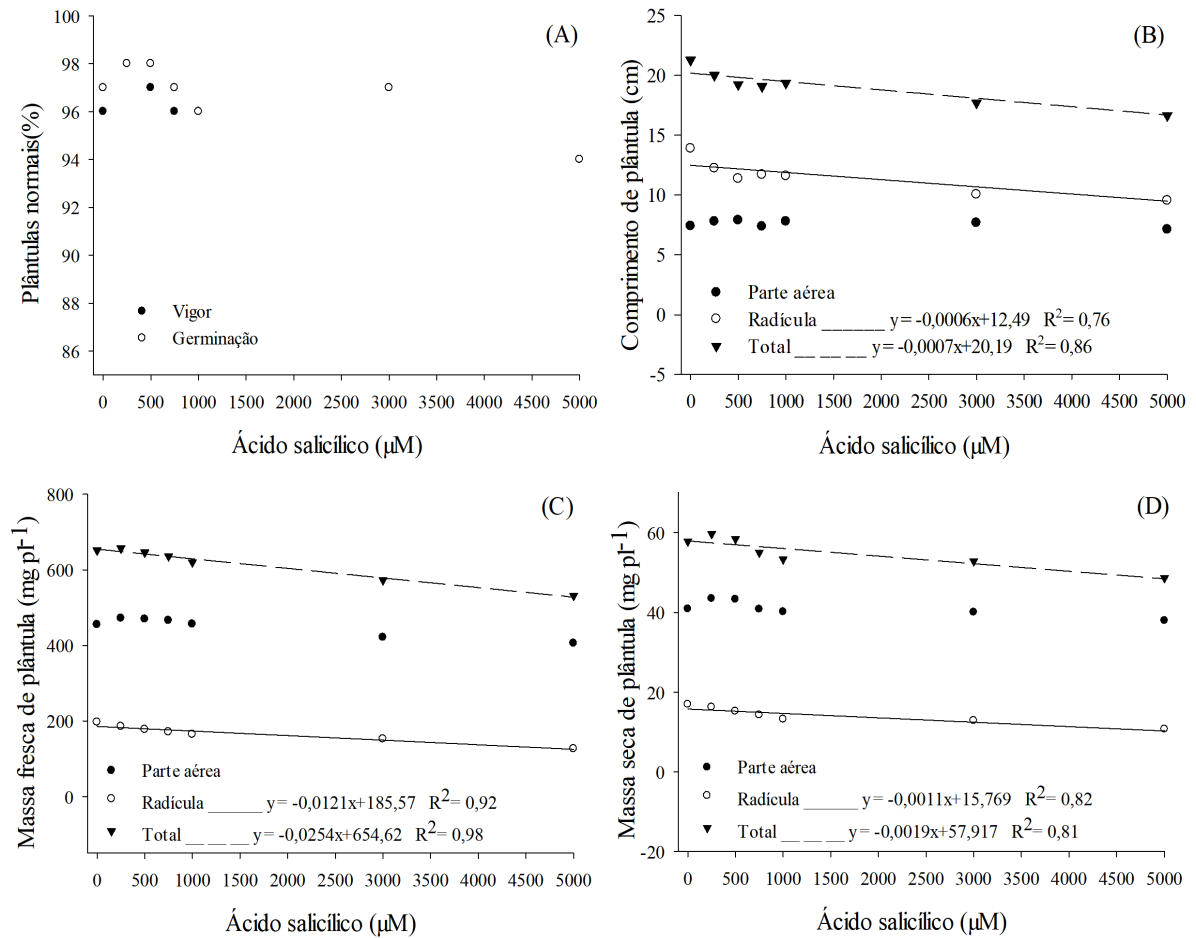 (A)
Plântulas normais(%)
100
98
96
94
92
90
88
86
Vigor
Germinação
0 500 1000 1500 2000 2500 3000 3500 4000 4500 5000
Ácido salicílico (μM)
(B)
Comprimento de plântula (cm)
25
20
15
10
5
0
-5
Parte aérea
Radícula ______ y= -0,0006x+12,49 R²= 0,76
Total __ __ __ y= -0,0007x+20,19 R²= 0,86
0 500 1000 1500 2000 2500 3000 3500 4000 4500 5000
Ácido salicílico (μM)
(C)
Massa fresca de plântula (mg pl⁻¹)
800
600
400
200
0
Parte aérea
Radícula ______ y= -0,0121x+185,57 R²= 0,92
Total __ __ __ y= -0,0254x+654,62 R²= 0,98
0 500 1000 1500 2000 2500 3000 3500 4000 4500 5000
Ácido salicílico (μM)
(D)
Massa seca de plântula (mg pl⁻¹)
60
40
20
0
-20
Parte aérea
Radícula ______ y= -0,0011x+15,769 R²= 0,82
Total __ __ __ y= -0,0019x+57,917 R²= 0,81
0 500 1000 1500 2000 2500 3000 3500 4000 4500 5000
Ácido salicílico (μM)